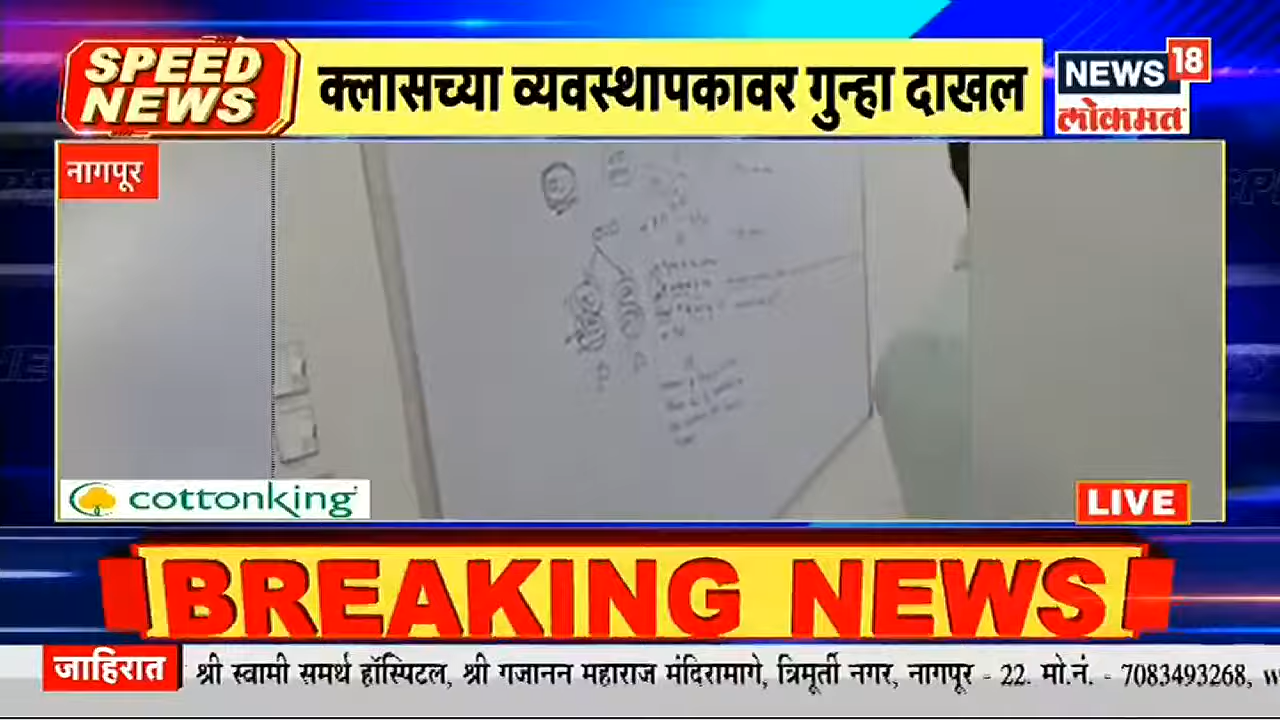 SPEED NEWS
क्लासच्या व्यवस्थापकावर गुन्हा दाखल
NEWS 18
लोकमत
नागपूर
cottonking
LIVE
BREAKING NEWS
जाहिरात
श्री स्वामी समर्थ हॉस्पिटल, श्री गजानन महाराज मंदिरामागे, त्रिमूर्ती नगर, नागपूर - 22. मो.नं. - 7083493268, w